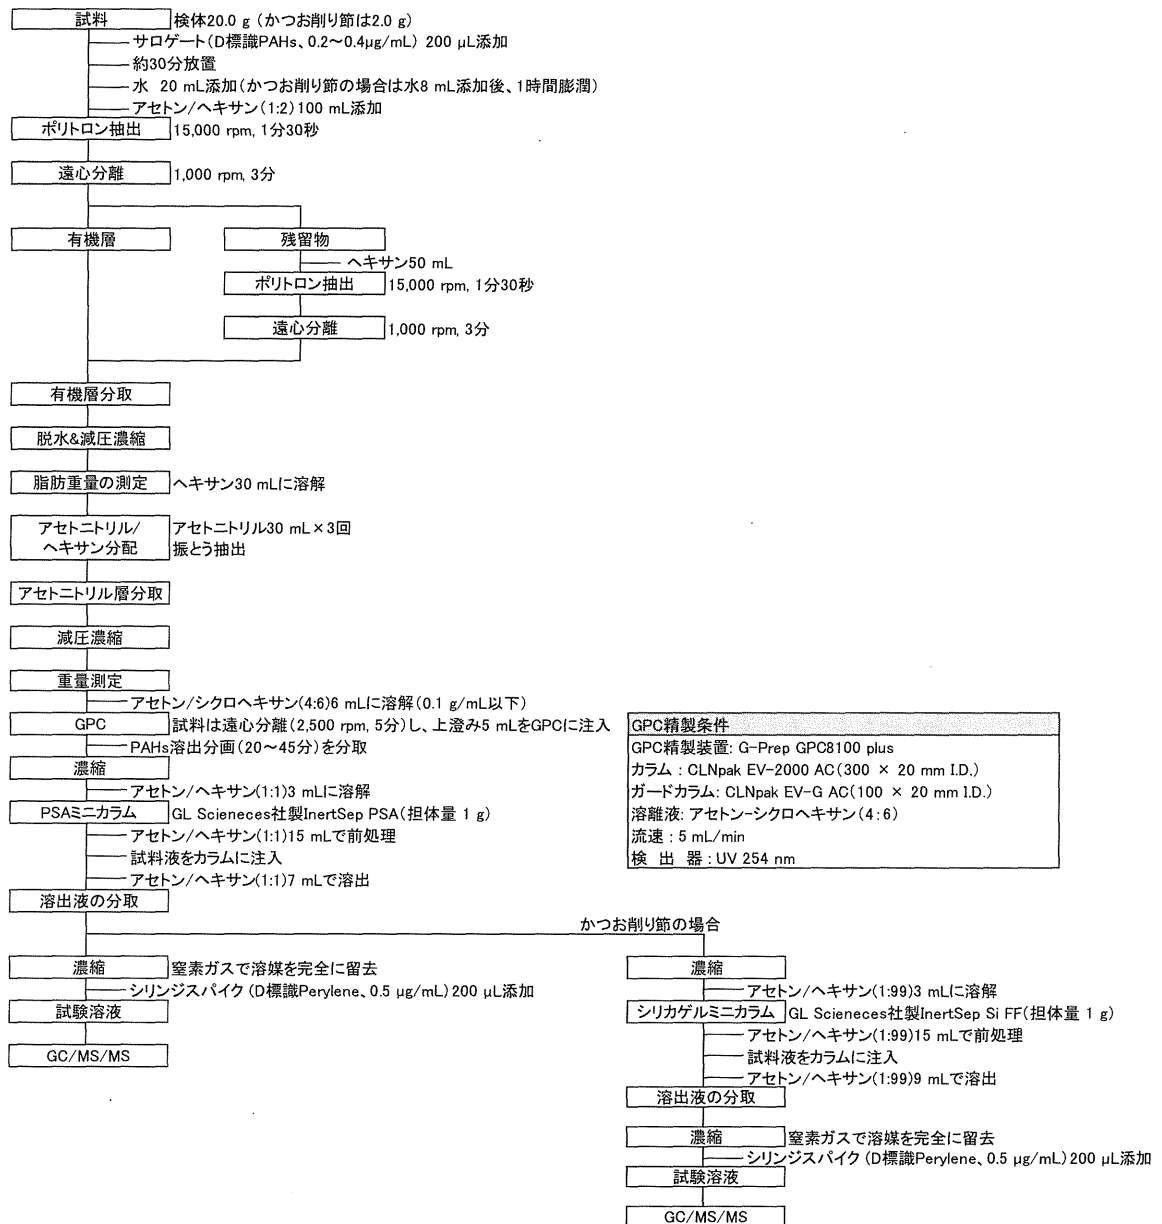 試料 検体20.0 g (かつお削り節は2.0 g)
サロゲート(D標識PAHs、0.2～0.4μg/mL) 200 μL添加
約30分放置
水 20 mL添加(かつお削り節の場合は水8 mL添加後、1時間膨潤)
アセトン/ヘキサン(1:2)100 mL添加
ポリトロン抽出 15,000 rpm, 1分30秒
遠心分離 1,000 rpm, 3分
有機層
残留物
ヘキサン50 mL
ポリトロン抽出 15,000 rpm, 1分30秒
遠心分離 1,000 rpm, 3分
有機層分取
脱水&減圧濃縮
脂肪重量の測定 ヘキサン30 mLに溶解
アセトニトリル/ アセトニトリル30 mL×3回
ヘキサン分配 振とう抽出
アセトニトリル層分取
減圧濃縮
重量測定
アセトン/シクロヘキサン(4:6)6 mLに溶解(0.1 g/mL以下)
GPC 試料は遠心分離(2,500 rpm, 5分)し、上澄み5 mLをGPCに注入
PAHs溶出分画(20～45分)を分取
濃縮
アセトン/ヘキサン(1:1)3 mLに溶解
PSAミニカラム GL Scieneces社製InertSep PSA(担体量 1 g)
アセトン/ヘキサン(1:1)15 mLで前処理
試料液をカラムに注入
アセトン/ヘキサン(1:1)7 mLで溶出
溶出液の分取
GPC精製条件
GPC精製装置: G-Prep GPC8100 plus
カラム : CLNpak EV-2000 AC(300 × 20 mm I.D.)
ガードカラム: CLNpak EV-G AC(100 × 20 mm I.D.)
溶離液: アセトン-シクロヘキサン(4:6)
流速 : 5 mL/min
検 出 器 : UV 254 nm
濃縮 窒素ガスで溶媒を完全に留去
シリンジスパイク (D標識Perylene、0.5 μg/mL) 200 μL添加
試験溶液
GC/MS/MS
かつお削り節の場合
濃縮
アセトン/ヘキサン(1:99)3 mLに溶解
シリカゲルミニカラム GL Scieneces社製InertSep Si FF(担体量 1 g)
アセトン/ヘキサン(1:99)15 mLで前処理
試料液をカラムに注入
アセトン/ヘキサン(1:99)9 mLで溶出
溶出液の分取
濃縮 窒素ガスで溶媒を完全に留去
シリンジスパイク (D標識Perylene、0.5 μg/mL) 200 μL添加
試験溶液
GC/MS/MS